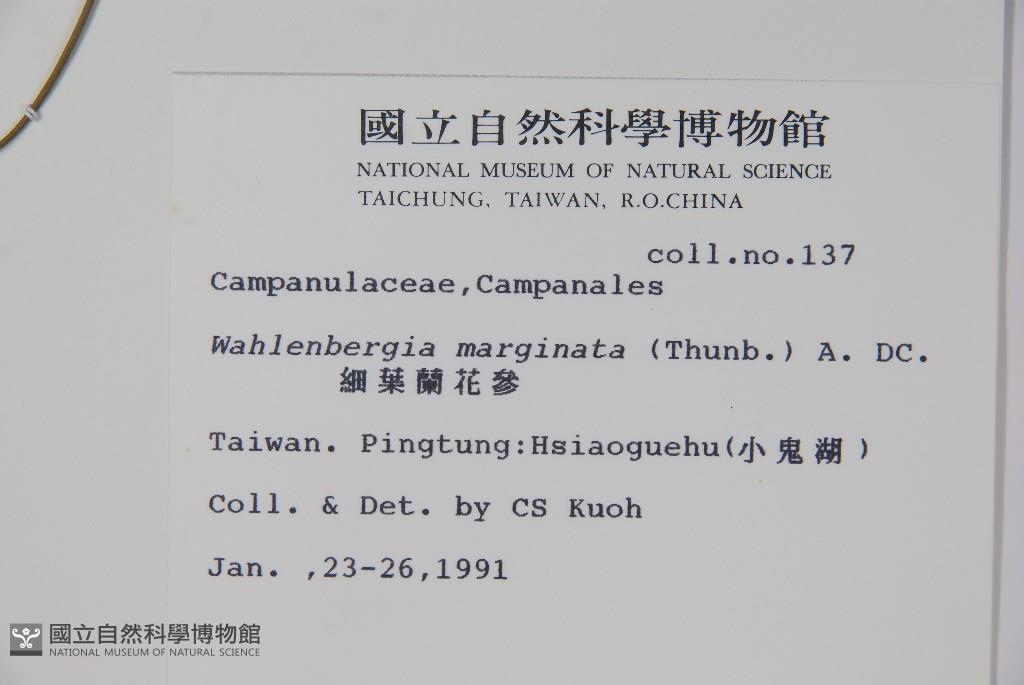 國立自然科學博物館
NATIONAL MUSEUM OF NATURAL SCIENCE
TAICHUNG, TAIWAN, R.O.CHINA
coll.no.137
Campanulaceae,Campanales
Wahlenbergia marginata (Thunb.) A. DC.
細葉蘭花參
Taiwan. Pingtung:Hsiaoguehu(小鬼湖)
Coll. & Det. by CS Kuoh
Jan. ,23-26,1991
國立自然科學博物館
NATIONAL MUSEUM OF NATURAL SCIENCE